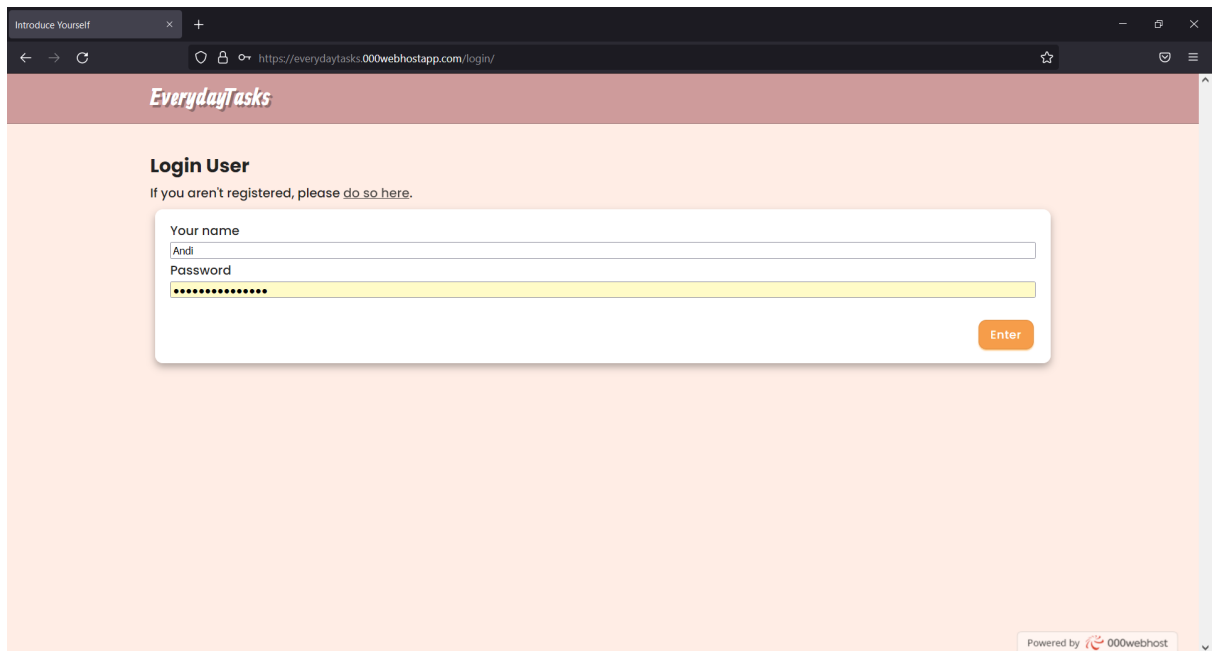 Introduce Yourself
https://everydaytasks.000webhostapp.com/login/
EverydayTasks
Login User
If you aren't registered, please do so here.
Your name
Andi
Password
•••••••••••••••
Enter
Powered by 000webhost